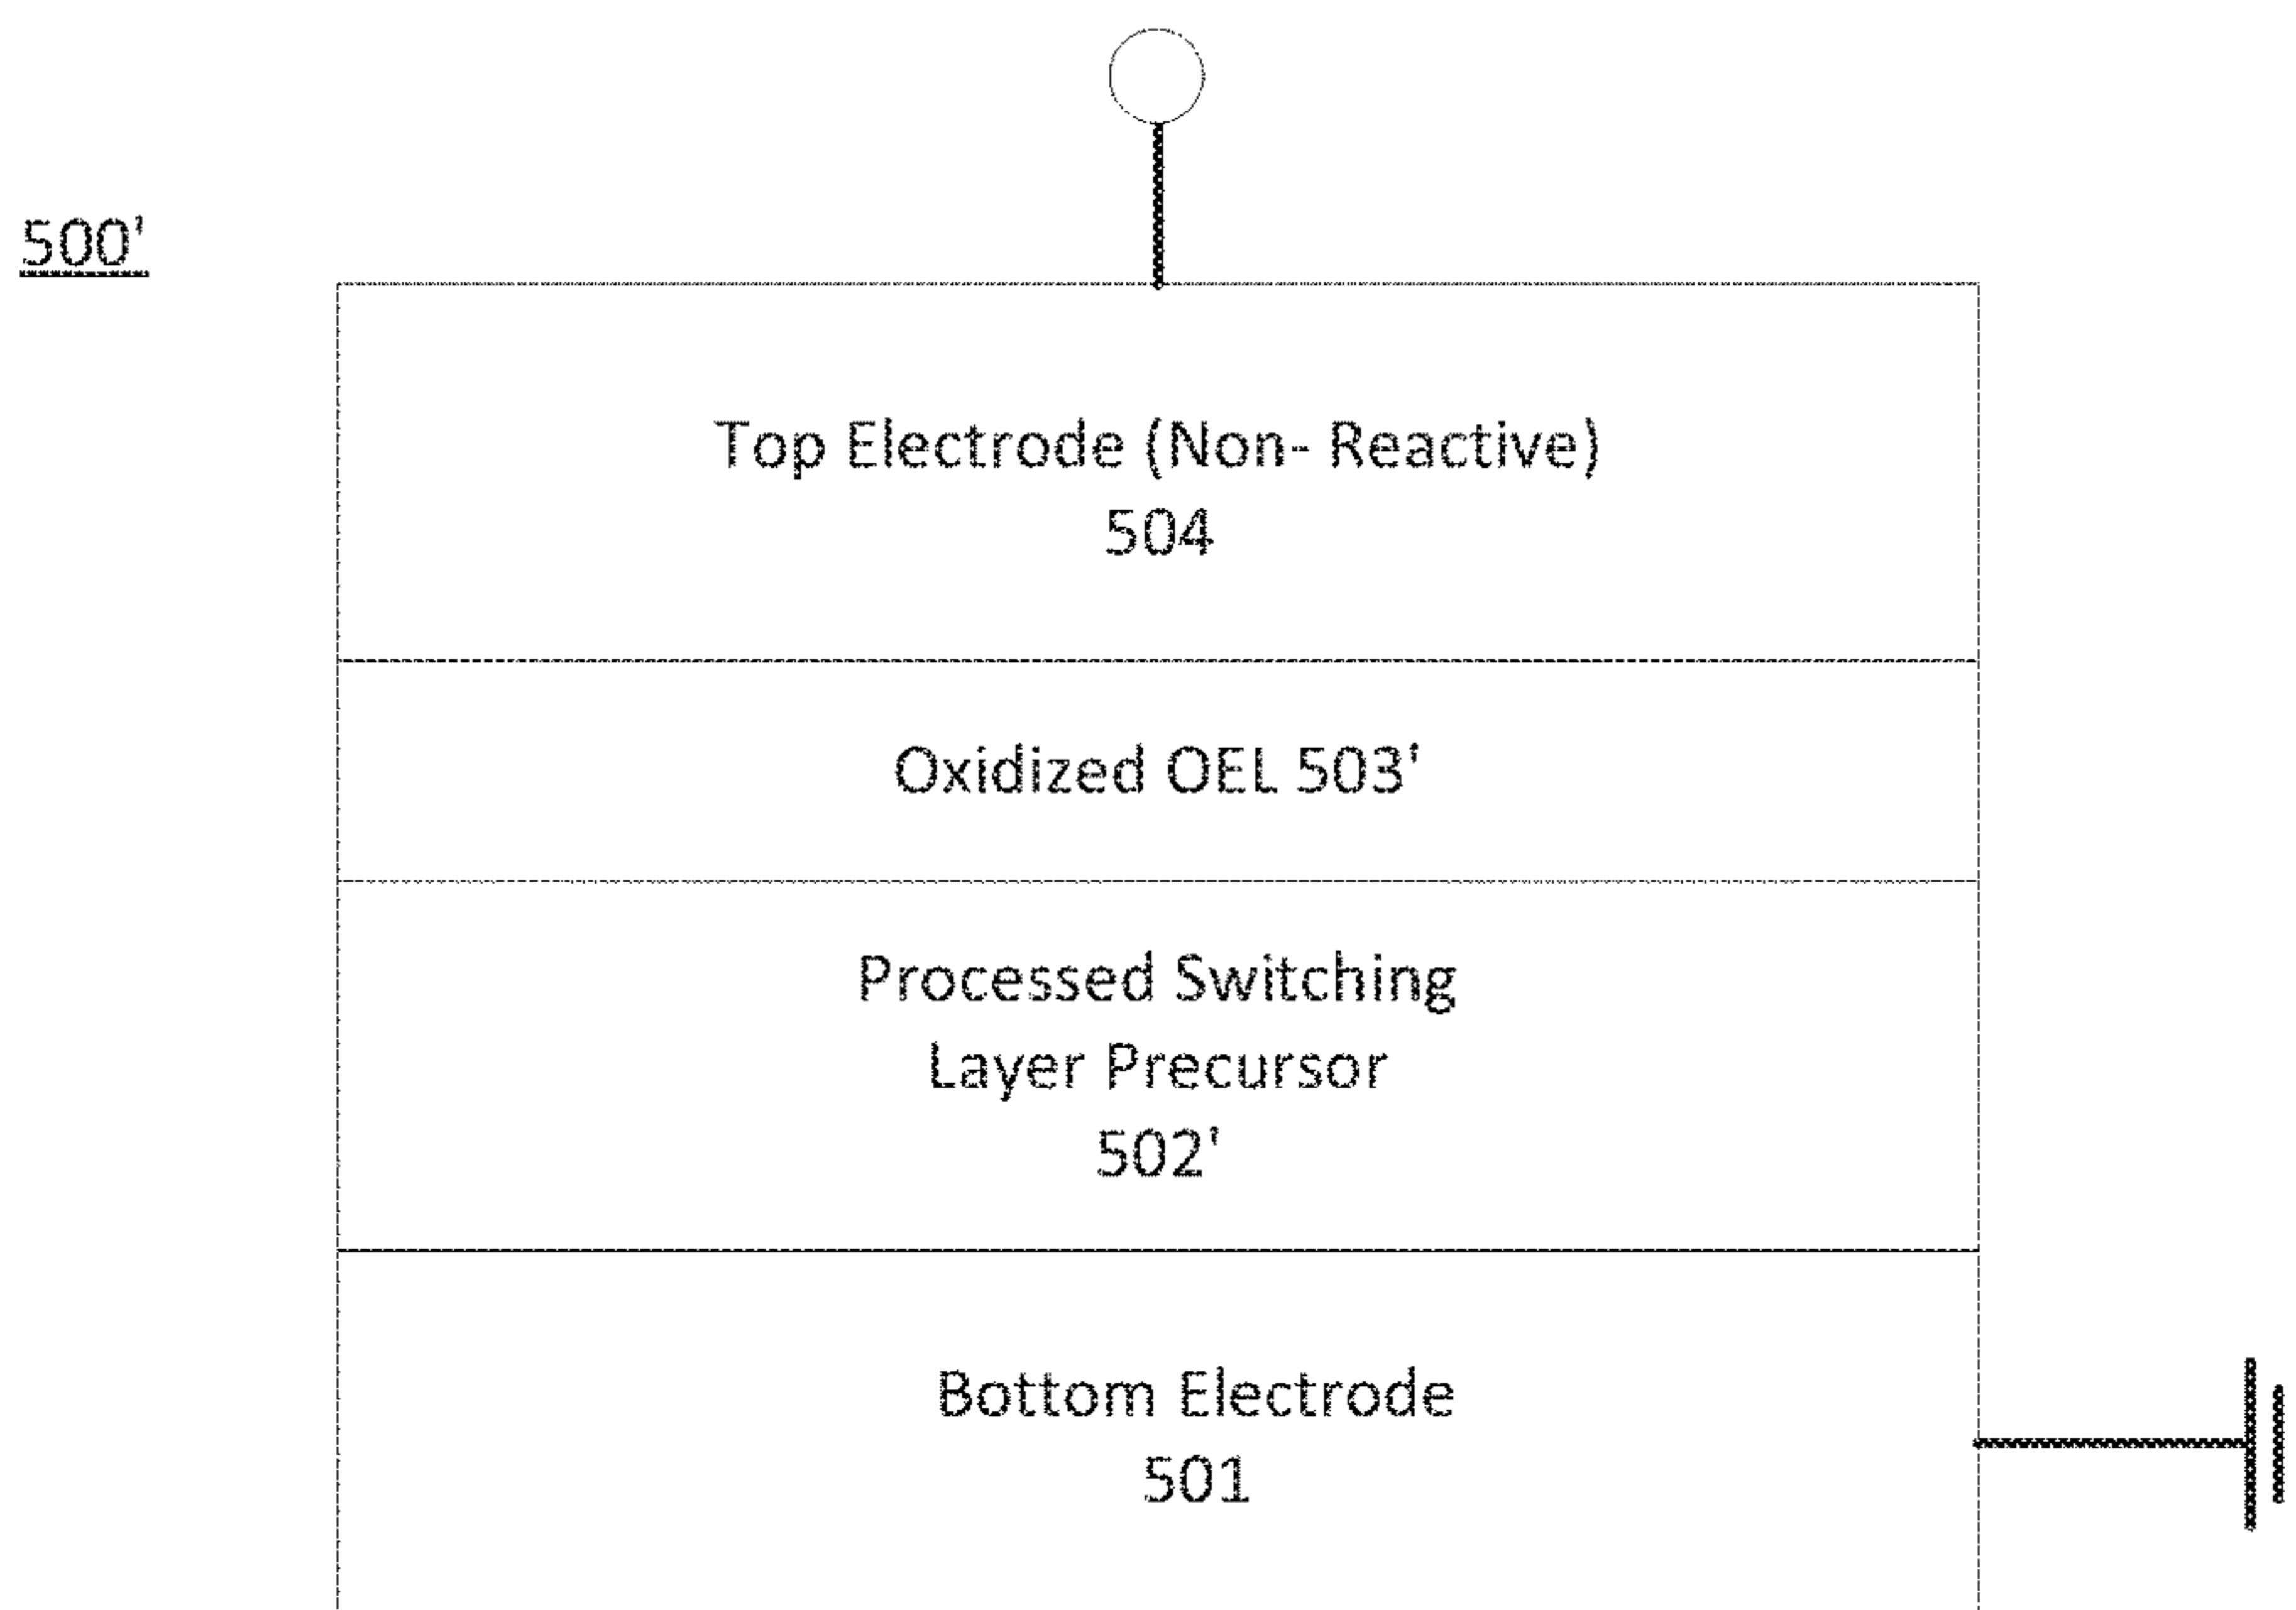 500'
Top Electrode (Non- Reactive)
504
Oxidized OEL 503'
Processed Switching
Layer Precursor
502'
Bottom Electrode
501